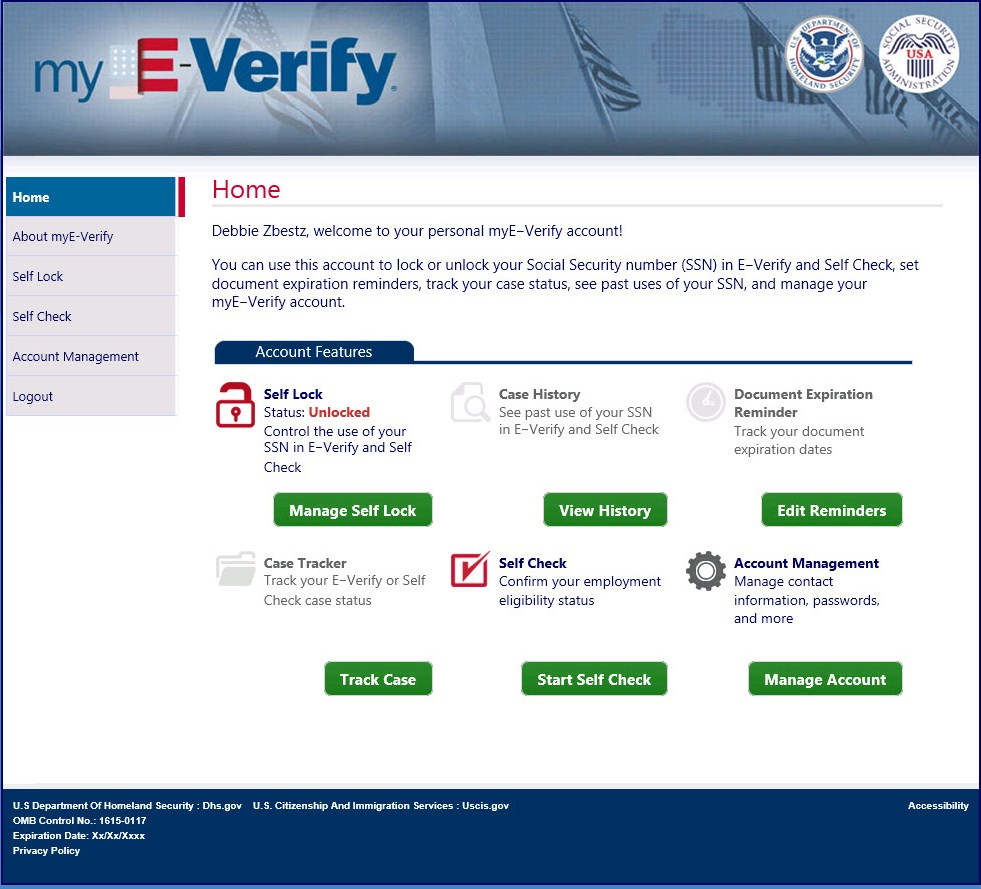 my E-Verify®
U.S. DEPARTMENT OF HOMELAND SECURITY
SOCIAL SECURITY ADMINISTRATION
USA
Home
About myE-Verify
Self Lock
Self Check
Account Management
Logout
Home
Debbie Zbestz, welcome to your personal myE–Verify account!
You can use this account to lock or unlock your Social Security number (SSN) in E–Verify and Self Check, set
document expiration reminders, track your case status, see past uses of your SSN, and manage your
myE–Verify account.
Account Features
Self Lock
Status: Unlocked
Control the use of your
SSN in E–Verify and Self
Check
Manage Self Lock
Case History
See past use of your SSN
in E–Verify and Self Check
View History
Document Expiration
Reminder
Track your document
expiration dates
Edit Reminders
Case Tracker
Track your E–Verify or Self
Check case status
Track Case
Self Check
Confirm your employment
eligibility status
Start Self Check
Account Management
Manage contact
information, passwords,
and more
Manage Account
U.S Department Of Homeland Security : Dhs.gov U.S. Citizenship And Immigration Services : Uscis.gov Accessibility
OMB Control No.: 1615-0117
Expiration Date: Xx/Xx/Xxxx
Privacy Policy